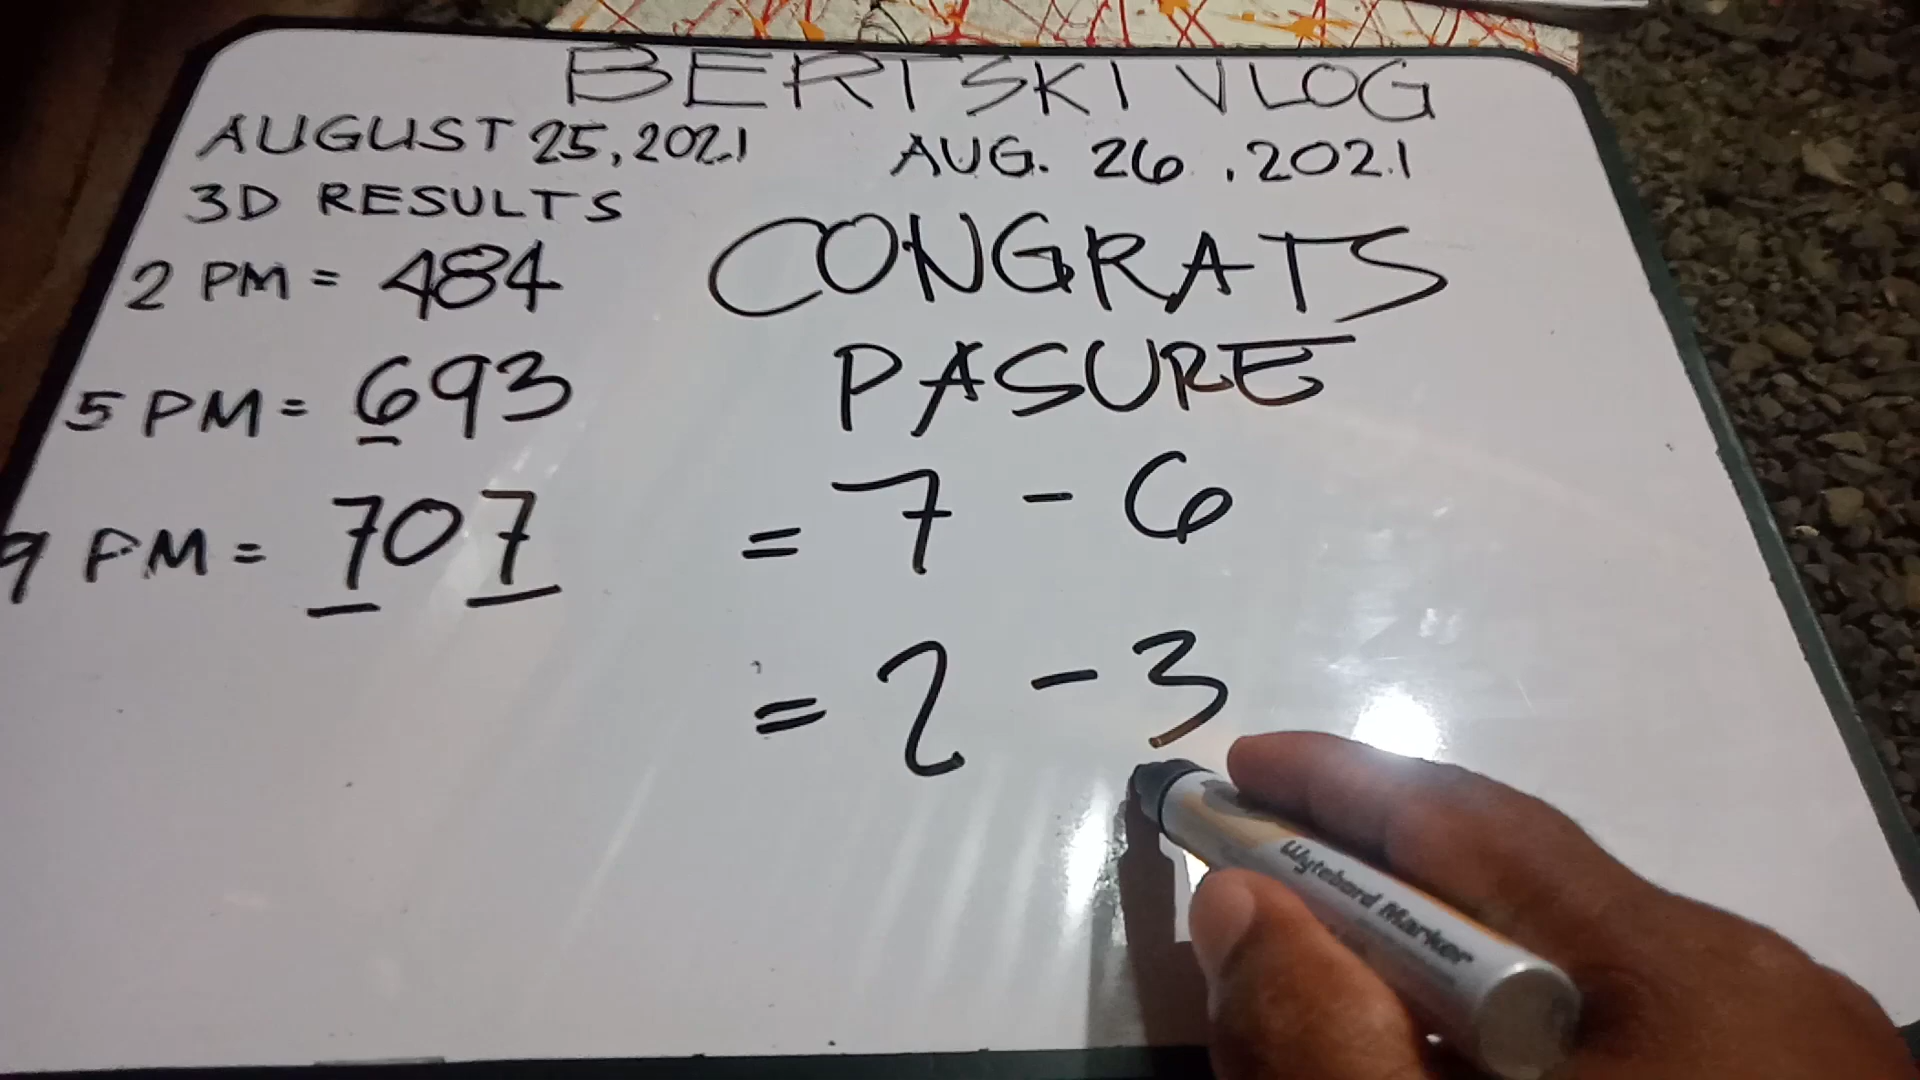 BERTSKI VLOG
AUGUST 25, 2021
3D RESULTS
2 PM = 484
5 PM = 693
9 PM = 707
AUG. 26, 2021
CONGRATS
PASURE
= 7 - 6
= 2 - 3
Wytebord Marker